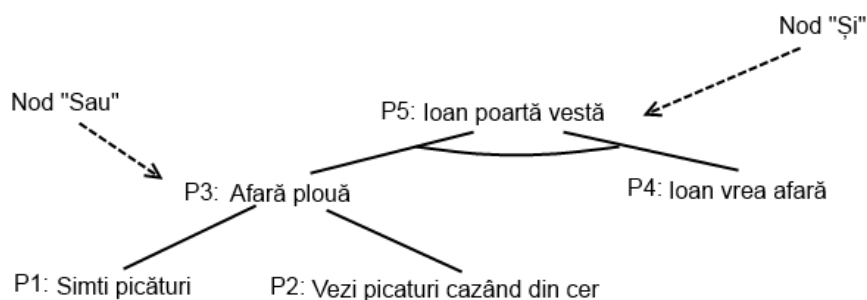 Nod "Și"
Nod "Sau"
P5: Ioan poartă vestă
P3: Afară plouă
P4: Ioan vrea afară
P1: Simti picături
P2: Vezi picaturi cazând din cer